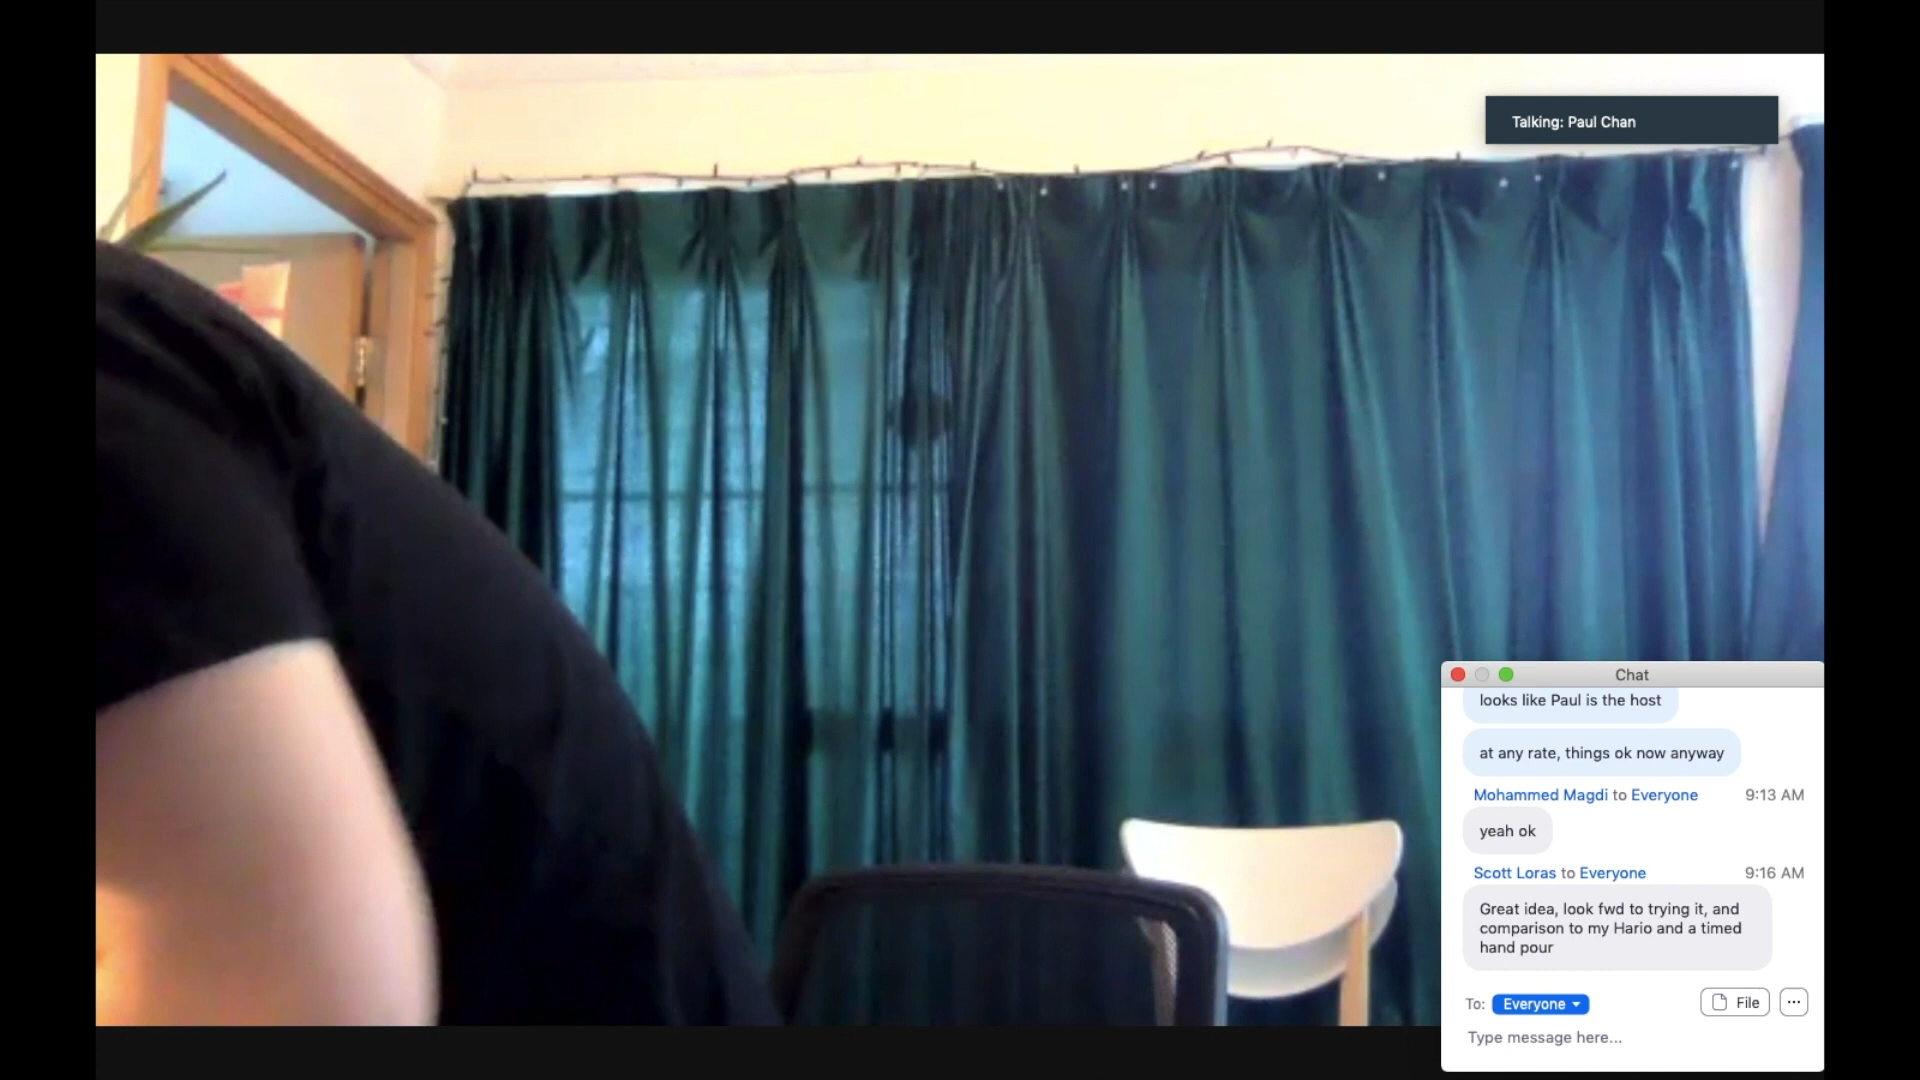 Talking: Paul Chan
Chat
looks like Paul is the host
at any rate, things ok now anyway
Mohammed Magdi to Everyone 9:13 AM
yeah ok
Scott Loras to Everyone 9:16 AM
Great idea, look fwd to trying it, and
comparison to my Hario and a timed
hand pour
To: Everyone File ...
Type message here...